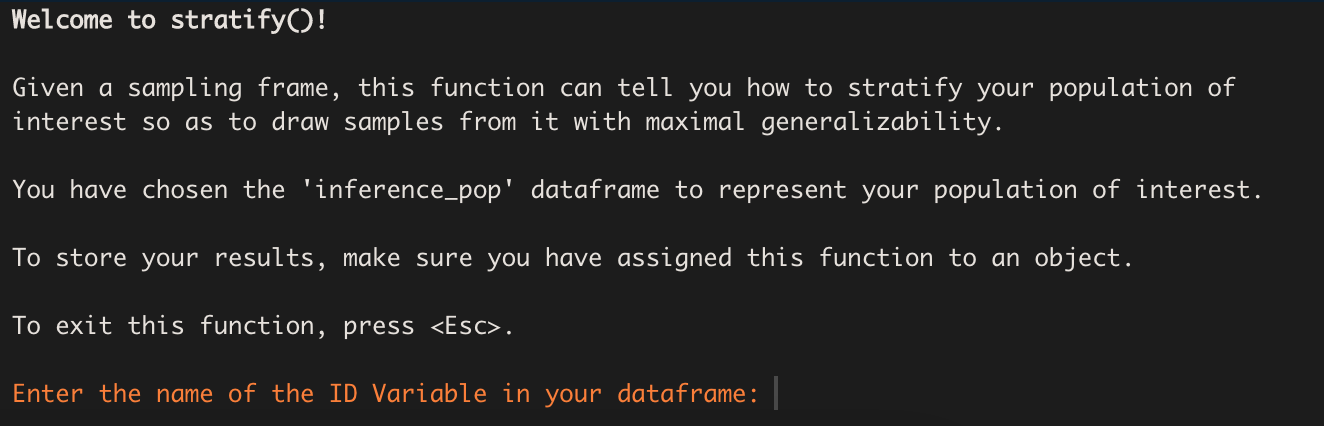 Welcome to stratify()!
Given a sampling frame, this function can tell you how to stratify your population of
interest so as to draw samples from it with maximal generalizability.
You have chosen the 'inference_pop' dataframe to represent your population of interest.
To store your results, make sure you have assigned this function to an object.
To exit this function, press <Esc>.
Enter the name of the ID Variable in your dataframe: